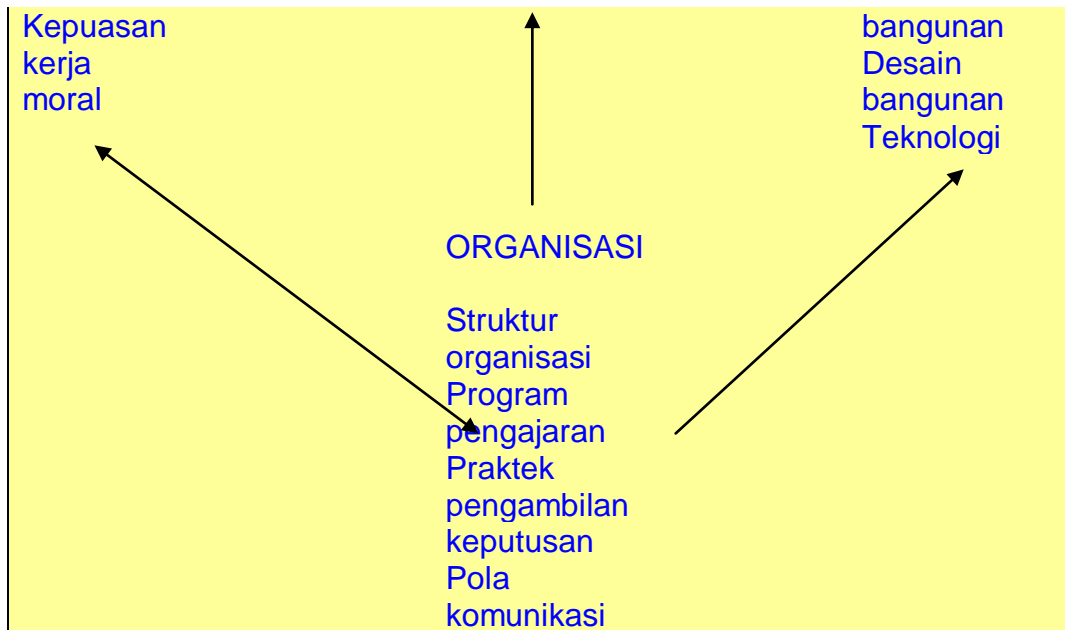 Kepuasan
kerja
moral
bangunan
Desain
bangunan
Teknologi
ORGANISASI
Struktur
organisasi
Program
pengajaran
Praktek
pengambilan
keputusan
Pola
komunikasi